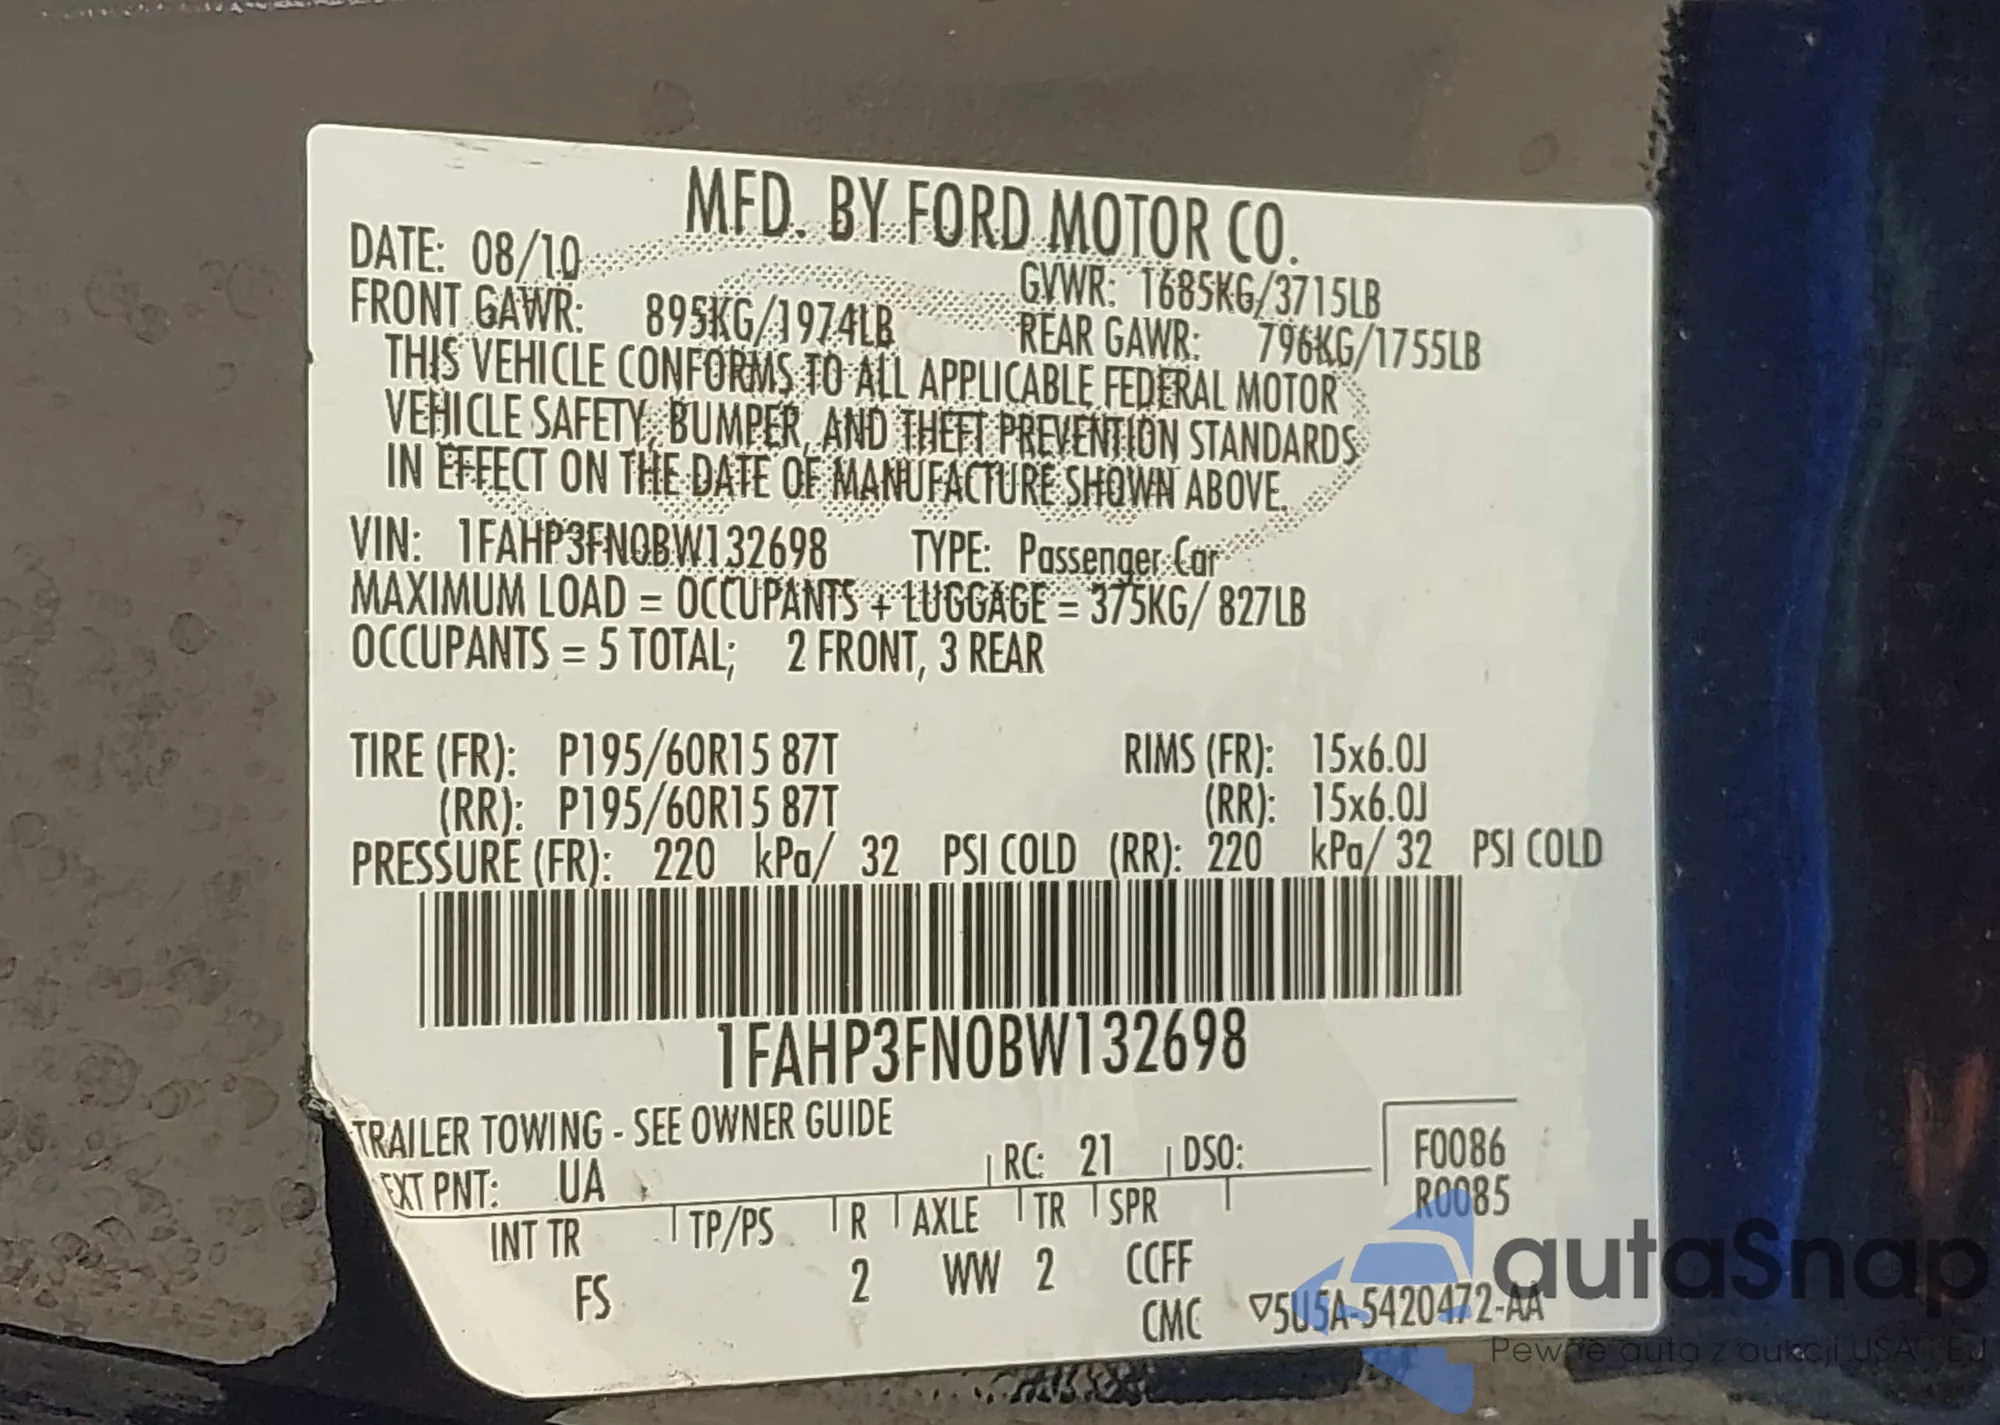 MFD. BY FORD MOTOR CO.
DATE: 08/10 GVWR: 1685KG/3715LB
FRONT GAWR: 895KG/1974LB REAR GAWR: 796KG/1755LB
THIS VEHICLE CONFORMS TO ALL APPLICABLE FEDERAL MOTOR
VEHICLE SAFETY, BUMPER, AND THEFT PREVENTION STANDARDS
IN EFFECT ON THE DATE OF MANUFACTURE SHOWN ABOVE.
VIN: 1FAHP3FN0BW132698 TYPE: Passenger Car
MAXIMUM LOAD = OCCUPANTS + LUGGAGE = 375KG/ 827LB
OCCUPANTS = 5 TOTAL; 2 FRONT, 3 REAR
TIRE (FR): P195/60R15 87T RIMS (FR): 15x6.0J
(RR): P195/60R15 87T (RR): 15x6.0J
PRESSURE (FR): 220 kPa/ 32 PSI COLD (RR): 220 kPa/ 32 PSI COLD
1FAHP3FN0BW132698
TRAILER TOWING - SEE OWNER GUIDE
EXT PNT: UA RC: 21 DSO: F0086
R0085
INT TR TP/PS R AXLE TR SPR
FS 2 WW 2 CCFF
CMC ▽5U5A-5420472-AA
autaSnap
Pewne auta z aukcji USA i EU